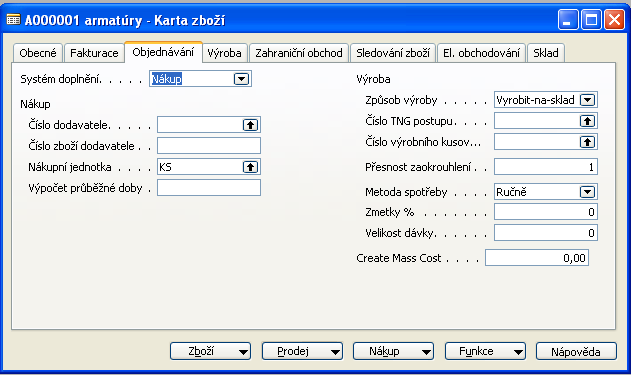 A000001 armatúry - Karta zboží
Obecné Fakturace Objednávání Výroba Zahraniční obchod Sledování zboží El. obchodování Sklad
Systém doplnění. . . . . Nákup
Nákup
Číslo dodavatele. . . . .
Číslo zboží dodavatele . .
Nákupní jednotka . . . . KS
Výpočet průběžné doby .
Výroba
Způsob výroby . . . . . Vyrobit-na-sklad
Číslo TNG postupu. . . .
Číslo výrobního kusov...
Přesnost zaokrouhlení . . 1
Metoda spotřeby . . . . Ručně
Zmetky % . . . . . . . 0
Velikost dávky. . . . . . 0
Create Mass Cost . . . . 0,00
Zboží Prodej Nákup Funkce Nápověda